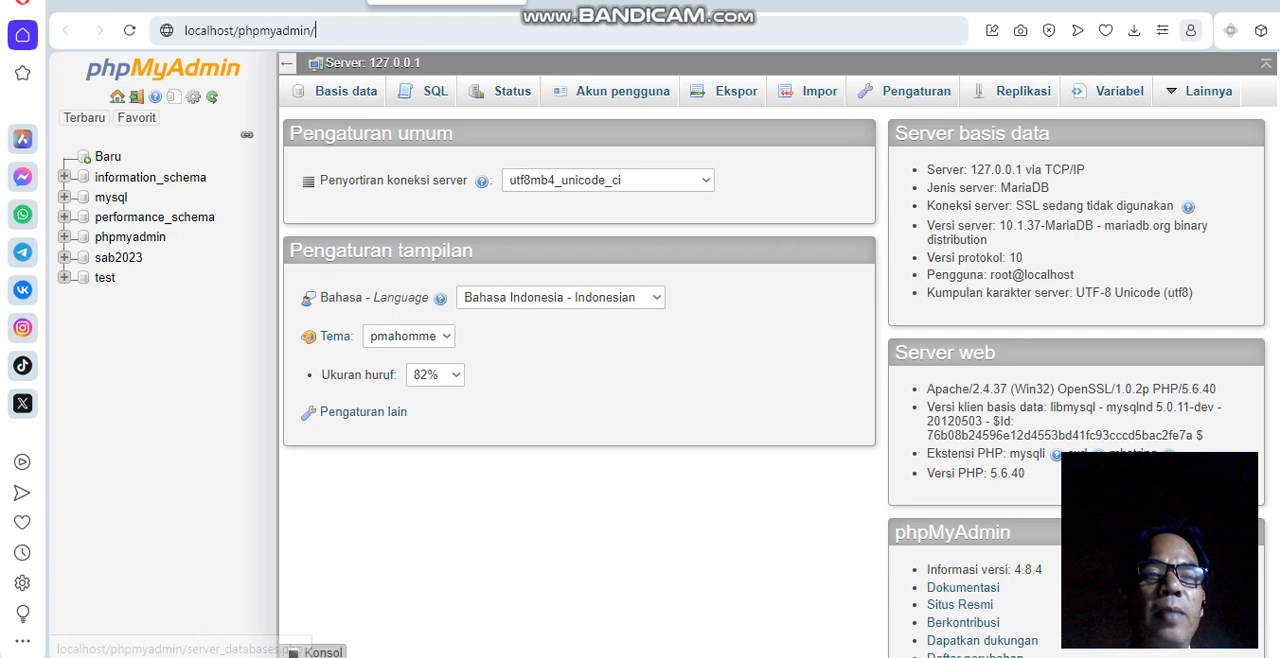 www.BANDICAM.com
localhost/phpmyadmin/
phpMyAdmin
Terbaru
Favorit
Baru
information_schema
mysql
performance_schema
phpmyadmin
sab2023
test
Server: 127.0.0.1
Basis data
SQL
Status
Akun pengguna
Ekspor
Impor
Pengaturan
Replikasi
Variabel
Lainnya
Pengaturan umum
Penyortiran koneksi server : utf8mb4_unicode_ci
Pengaturan tampilan
Bahasa - Language Bahasa Indonesia - Indonesian
Tema: pmahomme
Ukuran huruf: 82%
Pengaturan lain
Server basis data
Server: 127.0.0.1 via TCP/IP
Jenis server: MariaDB
Koneksi server: SSL sedang tidak digunakan
Versi server: 10.1.37-MariaDB - mariadb.org binary
distribution
Versi protokol: 10
Pengguna: root@localhost
Kumpulan karakter server: UTF-8 Unicode (utf8)
Server web
Apache/2.4.37 (Win32) OpenSSL/1.0.2p PHP/5.6.40
Versi klien basis data: libmysql - mysqlnd 5.0.11-dev -
20120503 - $Id:
76b08b24596e12d4553bd41fc93cccd5bac2fe7a $
Ekstensi PHP: mysqli
Versi PHP: 5.6.40
phpMyAdmin
Informasi versi: 4.8.4
Dokumentasi
Situs Resmi
Berkontribusi
Dapatkan dukungan
Daftar perubahan
localhost/phpmyadmin/server_databases.
Konsol